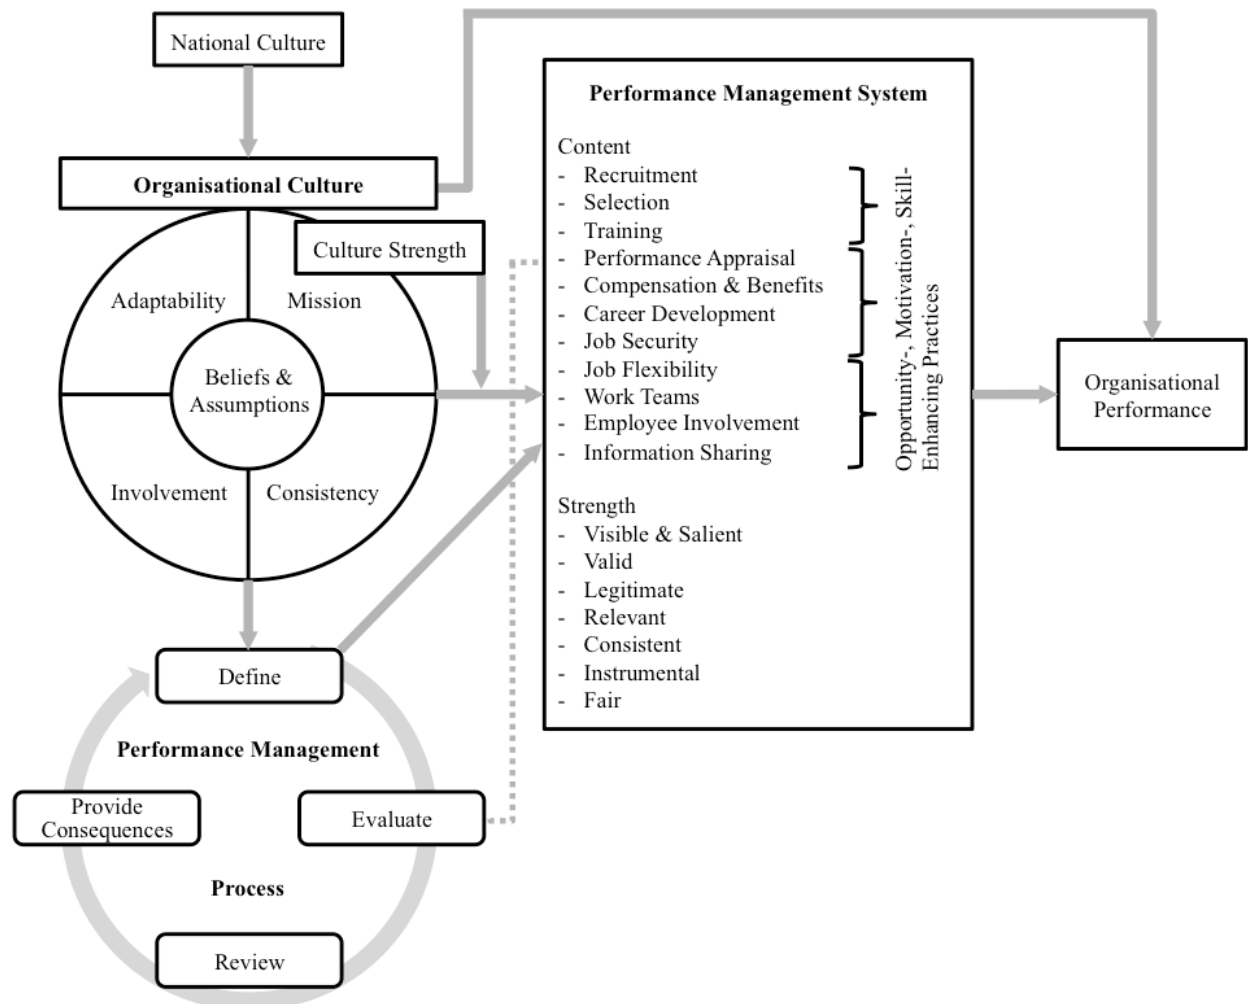 National Culture
Organisational Culture
Culture Strength
Adaptability
Mission
Beliefs &
Assumptions
Involvement
Consistency
Define
Performance Management
Provide
Consequences
Evaluate
Process
Review
Performance Management System
Content
- Recruitment
- Selection
- Training
- Performance Appraisal
- Compensation & Benefits
- Career Development
- Job Security
- Job Flexibility
- Work Teams
- Employee Involvement
- Information Sharing
Opportunity-, Motivation-, Skill-
Enhancing Practices
Strength
- Visible & Salient
- Valid
- Legitimate
- Relevant
- Consistent
- Instrumental
- Fair
Organisational
Performance